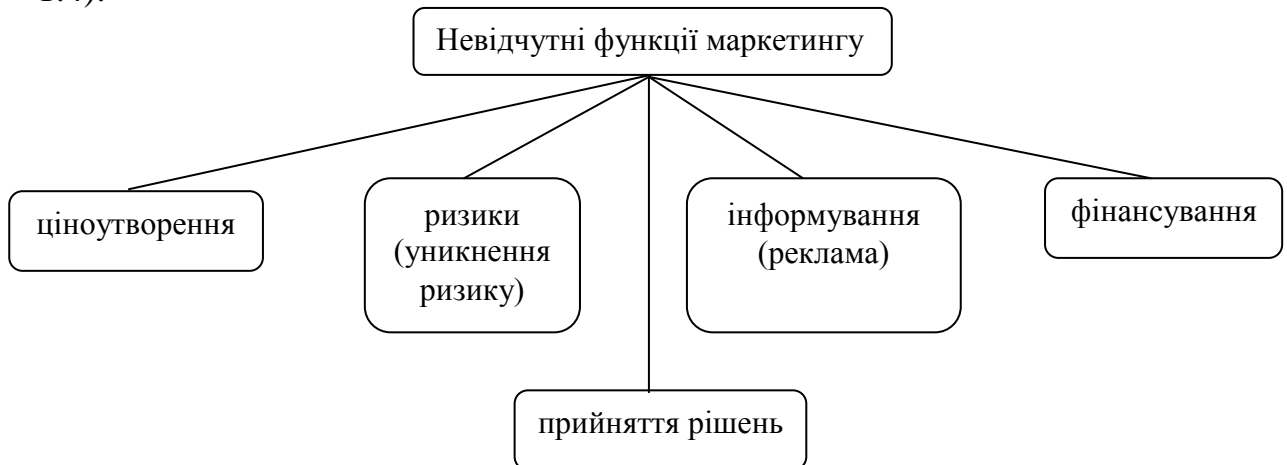 1.4).
Невідчутні функції маркетингу
ціноутворення
ризики
(уникнення
ризику)
інформування
(реклама)
фінансування
прийняття рішень